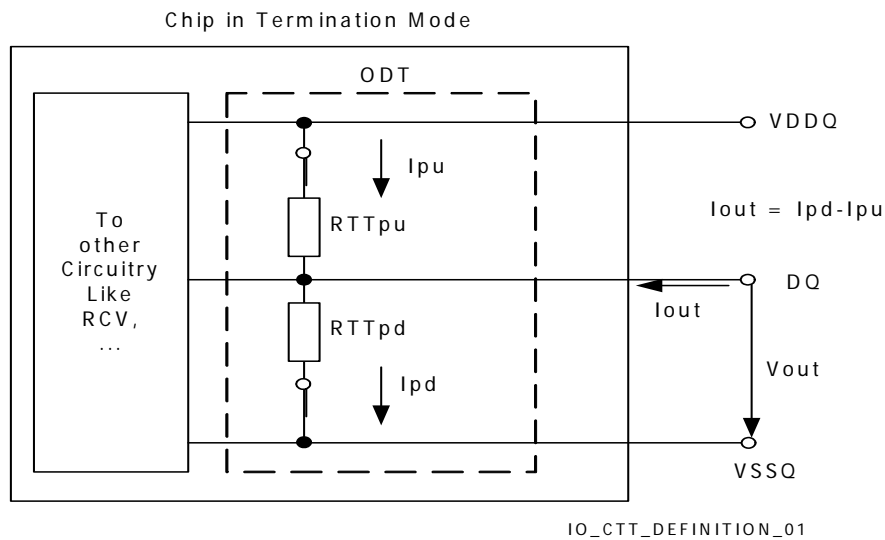 Chip in Termination Mode
ODT
VDDQ
Ipu
Iout = Ipd-Ipu
To
other
Circuitry
Like
RCV,
...
RTTpu
DQ
Iout
RTTpd
Vout
Ipd
VSSQ
IO_CTT_DEFINITION_01